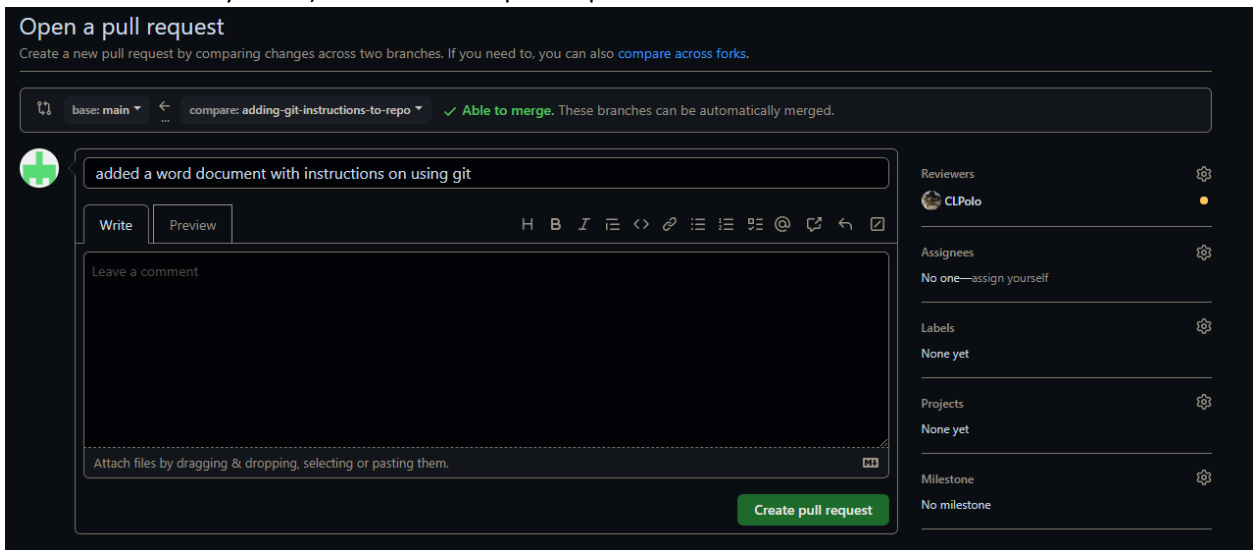 Open a pull request
Create a new pull request by comparing changes across two branches. If you need to, you can also compare across forks.
base: main ← compare: adding-git-instructions-to-repo ✓ Able to merge. These branches can be automatically merged.
...
added a word document with instructions on using git
Write Preview H B I <> @
Leave a comment
Attach files by dragging & dropping, selecting or pasting them.
Create pull request
Reviewers
CLPolo
Assignees
No one—assign yourself
Labels
None yet
Projects
None yet
Milestone
No milestone